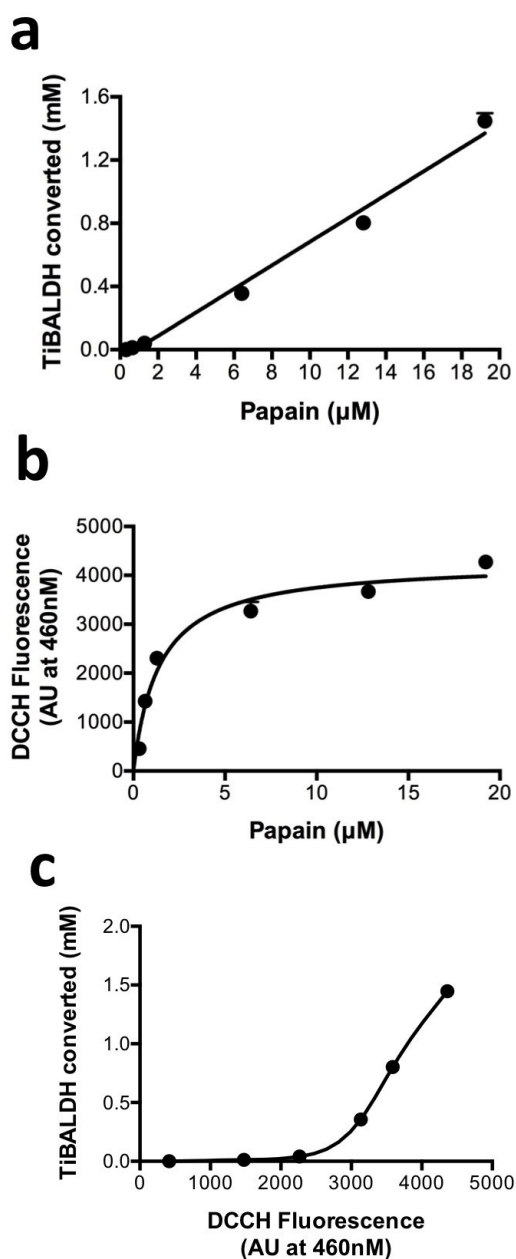 a
TiBALDH converted (mM)
1.6
1.2
0.8
0.4
0.0
0 2 4 6 8 10 12 14 16 18 20
Papain (μM)
b
DCCH Fluorescence
(AU at 460nM)
5000
4000
3000
2000
1000
0
0 5 10 15 20
Papain (μM)
c
TiBALDH converted (mM)
2.0
1.5
1.0
0.5
0.0
0 1000 2000 3000 4000 5000
DCCH Fluorescence
(AU at 460nM)